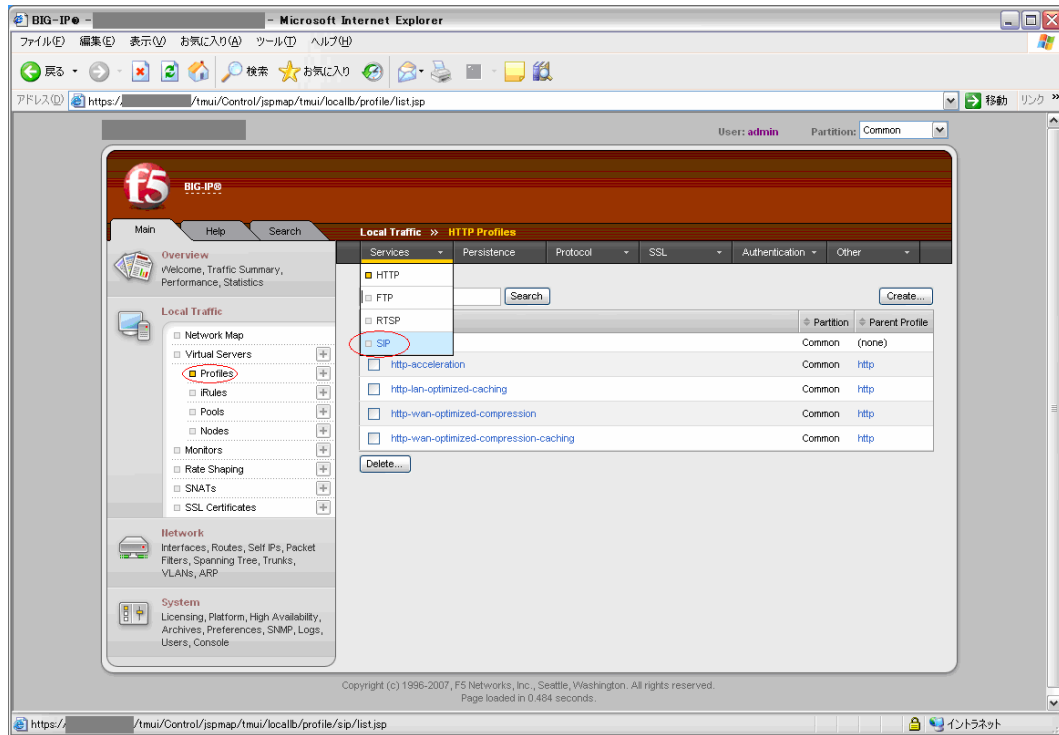 BIG-IP® - - Microsoft Internet Explorer
ファイル(F) 編集(E) 表示(V) お気に入り(A) ツール(T) ヘルプ(H)
戻る 検索 お気に入り
アドレス(D) https:/ /tmui/Control/jspmap/tmui/locallb/profile/list.jsp 移動 リンク »
User: admin Partition: Common
f5 BIG-IP®
Main Help Search Local Traffic » HTTP Profiles
Services Persistence Protocol SSL Authentication Other
Overview
Welcome, Traffic Summary,
Performance, Statistics
Local Traffic
Network Map
Virtual Servers
Profiles
iRules
Pools
Nodes
Monitors
Rate Shaping
SNATs
SSL Certificates
Network
Interfaces, Routes, Self IPs, Packet
Filters, Spanning Tree, Trunks,
VLANs, ARP
System
Licensing, Platform, High Availability,
Archives, Preferences, SNMP, Logs,
Users, Console
HTTP
FTP
RTSP
SIP
Search Create...
Partition Parent Profile
Common (none)
http-acceleration Common http
http-lan-optimized-caching Common http
http-wan-optimized-compression Common http
http-wan-optimized-compression-caching Common http
Delete...
Copyright (c) 1996-2007, F5 Networks, Inc., Seattle, Washington. All rights reserved.
Page loaded in 0.484 seconds.
https:/ /tmui/Control/jspmap/tmui/locallb/profile/sip/list.jsp イントラネット